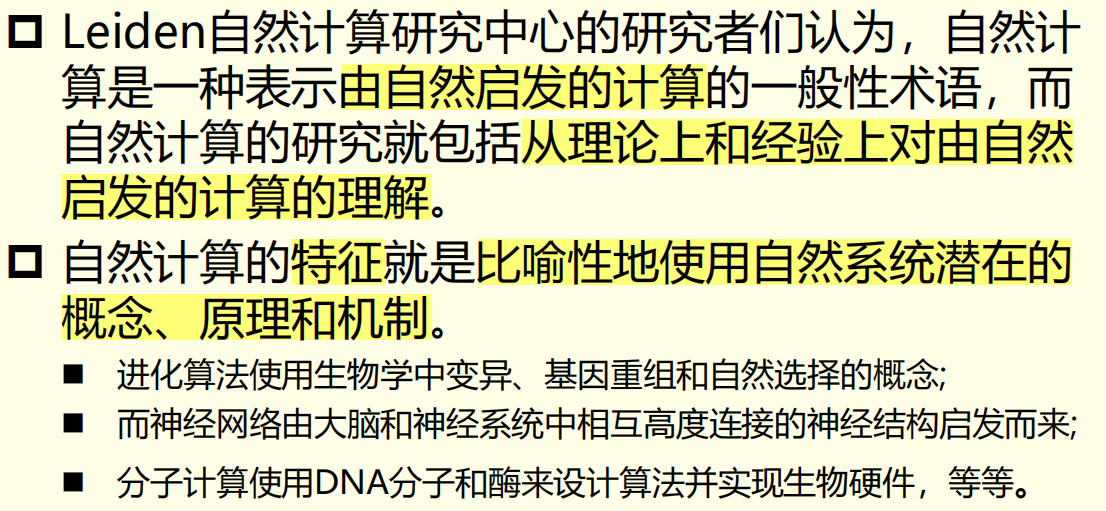 Leiden自然计算研究中心的研究者们认为，自然计
算是一种表示由自然启发的计算的一般性术语，而
自然计算的研究就包括从理论上和经验上对由自然
启发的计算的理解。
自然计算的特征就是比喻性地使用自然系统潜在的
概念、原理和机制。
进化算法使用生物学中变异、基因重组和自然选择的概念;
而神经网络由大脑和神经系统中相互高度连接的神经结构启发而来;
分子计算使用DNA分子和酶来设计算法并实现生物硬件，等等。